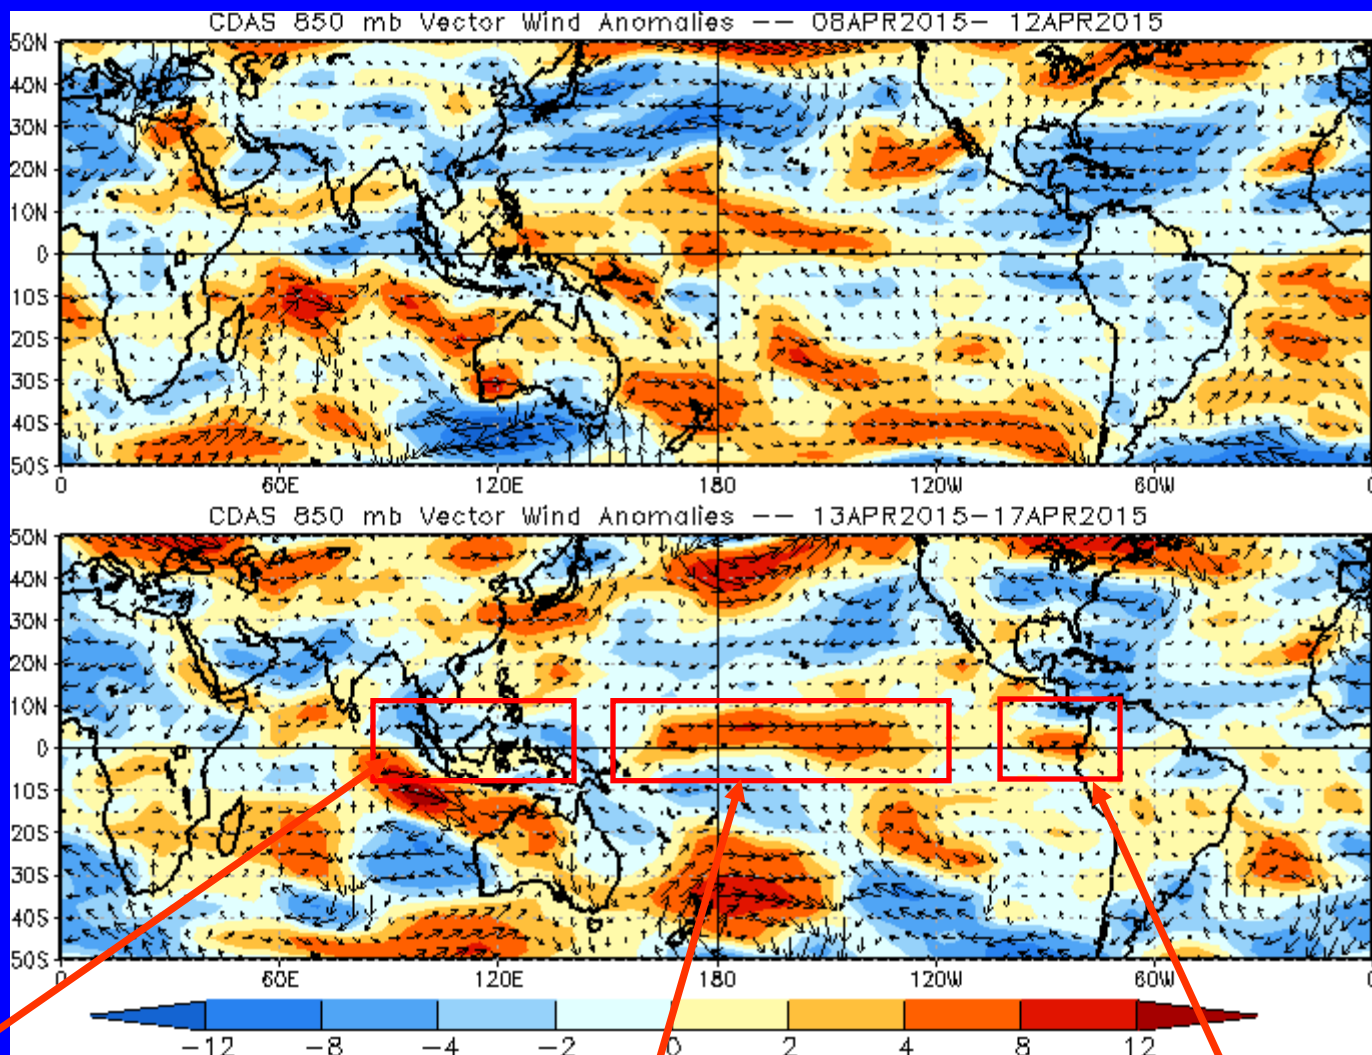 CDAS 850 mb Vector Wind Anomalies -- 08APR2015- 12APR2015
50N
40N
30N
20N
10N
0
10S
20S
30S
40S
50S
0 60E 120E 180 120W 60W 0
CDAS 850 mb Vector Wind Anomalies -- 13APR2015-17APR2015
50N
40N
30N
20N
10N
0
10S
20S
30S
40S
50S
0 60E 120E 180 120W 60W 0
-12 -8 -4 -2 0 2 4 8 12